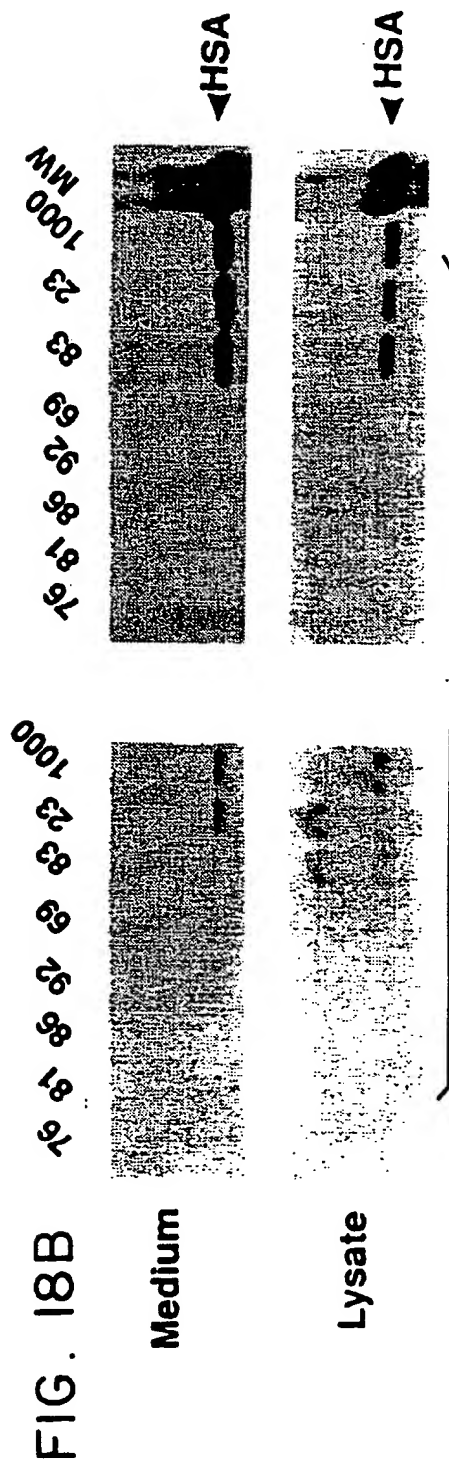 FIG. 18B
76 81 86 92 69 83 23 1000
76 81 86 92 69 83 23 1000 MW
Medium
◄HSA
Lysate
◄HSA